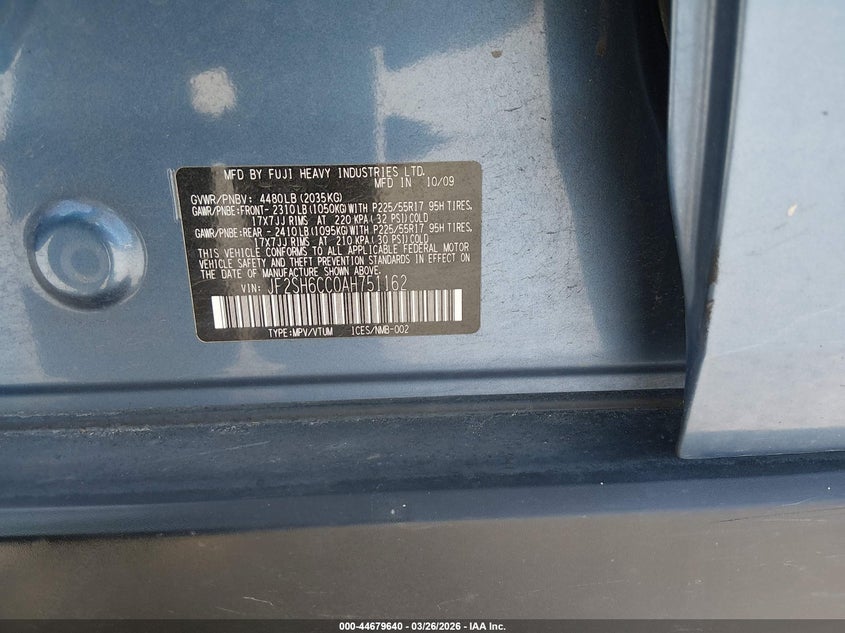 MFD BY FUJI HEAVY INDUSTRIES LTD.
MFD IN 10/09
GVWR/PNBV: 4480LB(2035KG)
GAWR/PNBE:FRONT- 2310LB(1050KG)WITH P225/55R17 95H TIRES,
17X7JJ RIMS AT 220 KPA(32 PSI)COLD
GAWR/PNBE:REAR - 2410LB(1095KG)WITH P225/55R17 95H TIRES,
17X7JJ RIMS AT 210 KPA(30 PSI)COLD
THIS VEHICLE CONFORMS TO ALL APPLICABLE FEDERAL MOTOR
VEHICLE SAFETY AND THEFT PREVENTION STANDARDS IN EFFECT ON
THE DATE OF MANUFACTURE SHOWN ABOVE.
VIN: JF2SH6CC0AH751162
TYPE:MPV/VTUM 1CES/NMB-002
000-44679640 | 03/26/2026 - IAA Inc.